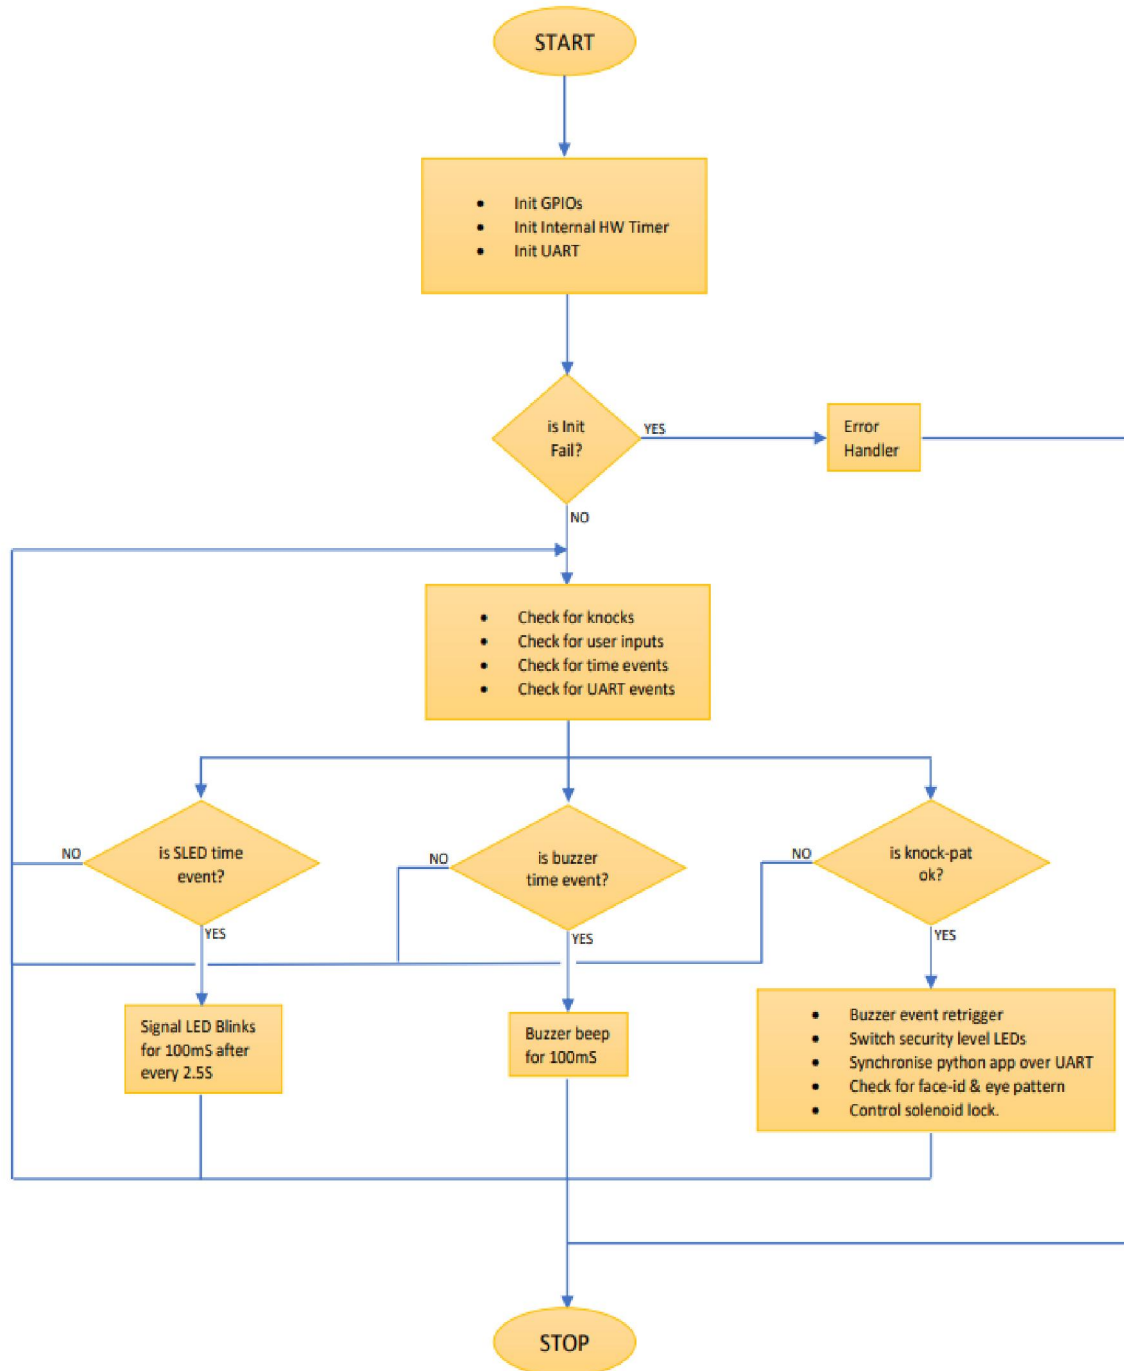 START
• Init GPIOs
• Init Internal HW Timer
• Init UART
is Init
Fail?
YES
Error
Handler
NO
• Check for knocks
• Check for user inputs
• Check for time events
• Check for UART events
NO
is SLED time
event?
YES
NO
is buzzer
time event?
YES
NO
is knock-pat
ok?
YES
Signal LED Blinks
for 100mS after
every 2.5S
Buzzer beep
for 100mS
• Buzzer event retrigger
• Switch security level LEDs
• Synchronise python app over UART
• Check for face-id & eye pattern
• Control solenoid lock.
STOP